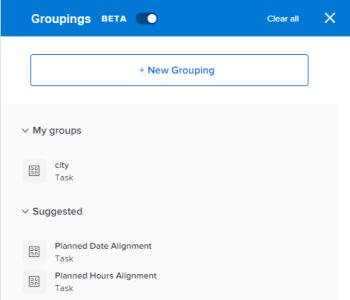 Groupings BETA Clear all
+ New Grouping
My groups
city
Task
Suggested
Planned Date Alignment
Task
Planned Hours Alignment
Task